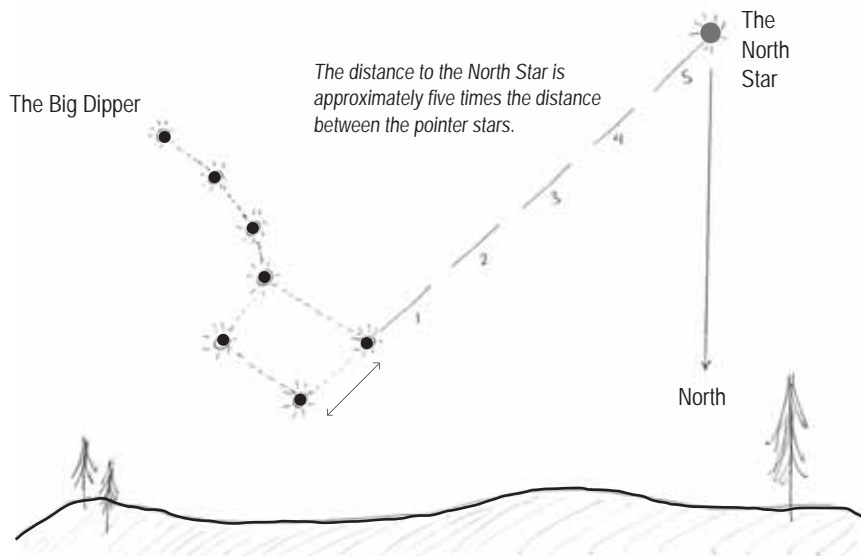 The
North
Star
The distance to the North Star is
approximately five times the distance
between the pointer stars.
The Big Dipper
5
4
3
2
1
North